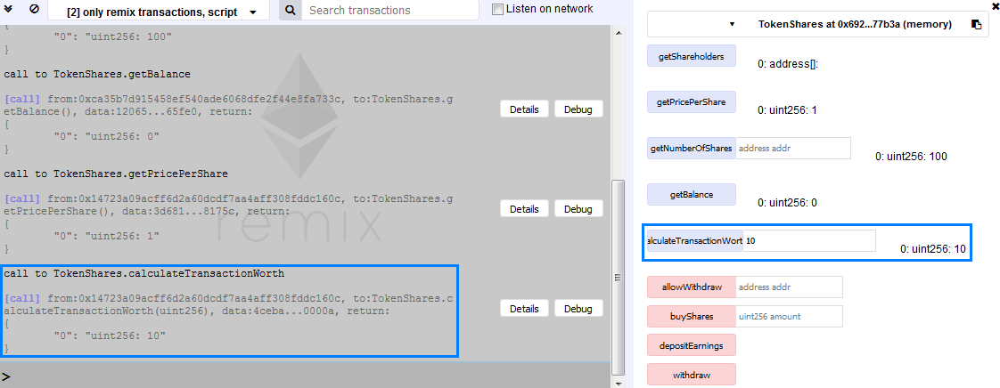 [2] only remix transactions, script
Search transactions
Listen on network
{
"0": "uint256: 100"
}
call to TokenShares.getBalance
[call] from:0xca35b7d915458ef540ade6068dfe2f44e8fa733c, to:TokenShares.g
etBalance(), data:12065...65fe0, return:
{
"0": "uint256: 0"
}
Details
Debug
call to TokenShares.getPricePerShare
[call] from:0x14723a09acff6d2a60dcdf7aa4aff308fddc160c, to:TokenShares.g
etPricePerShare(), data:3d681...8175c, return:
{
"0": "uint256: 1"
}
Details
Debug
remix
call to TokenShares.calculateTransactionWorth
[call] from:0x14723a09acff6d2a60dcdf7aa4aff308fddc160c, to:TokenShares.c
alculateTransactionWorth(uint256), data:4ceba...0000a, return:
{
"0": "uint256: 10"
}
Details
Debug
>
TokenShares at 0x692...77b3a (memory)
getShareholders
0: address[]:
getPricePerShare
0: uint256: 1
getNumberOfShares
address addr
0: uint256: 100
getBalance
0: uint256: 0
alculateTransactionWort
10
0: uint256: 10
allowWithdraw
address addr
buyShares
uint256 amount
depositEarnings
withdraw